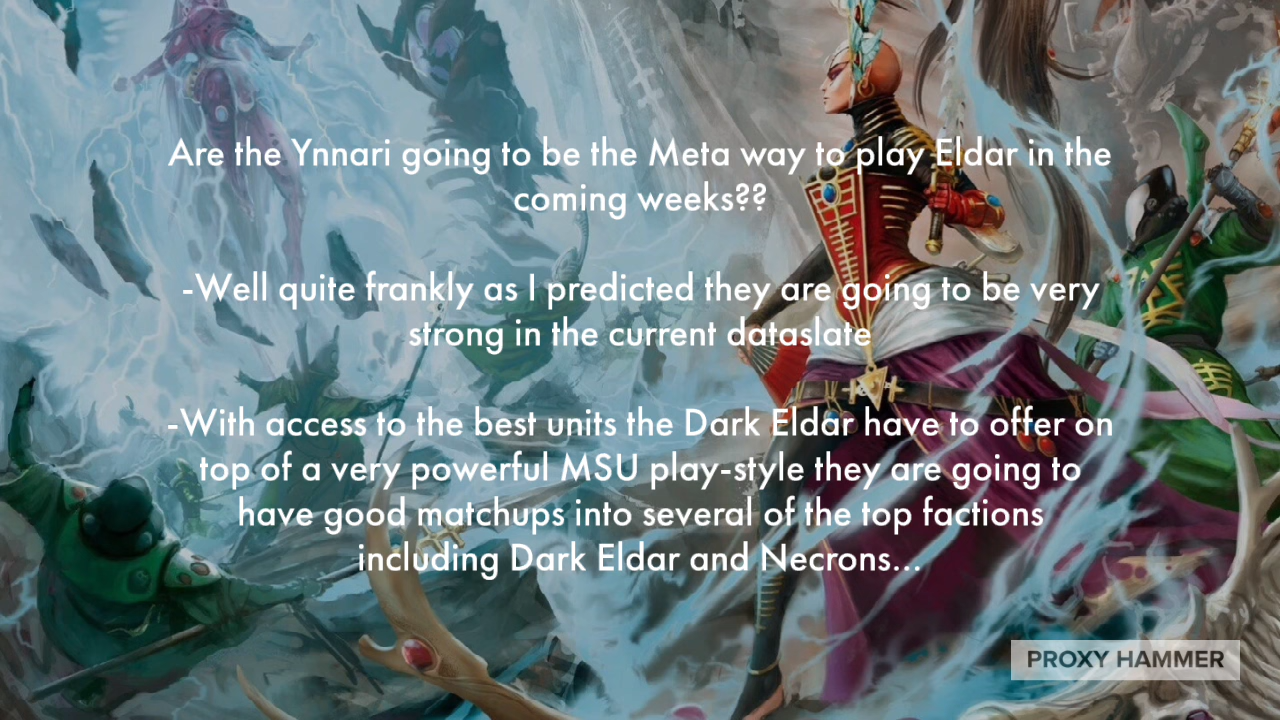 Are the Ynnari going to be the Meta way to play Eldar in the
coming weeks??
-Well quite frankly as I predicted they are going to be very
strong in the current dataslate
-With access to the best units the Dark Eldar have to offer on
top of a very powerful MSU play-style they are going to
have good matchups into several of the top factions
including Dark Eldar and Necrons...
PROXY HAMMER